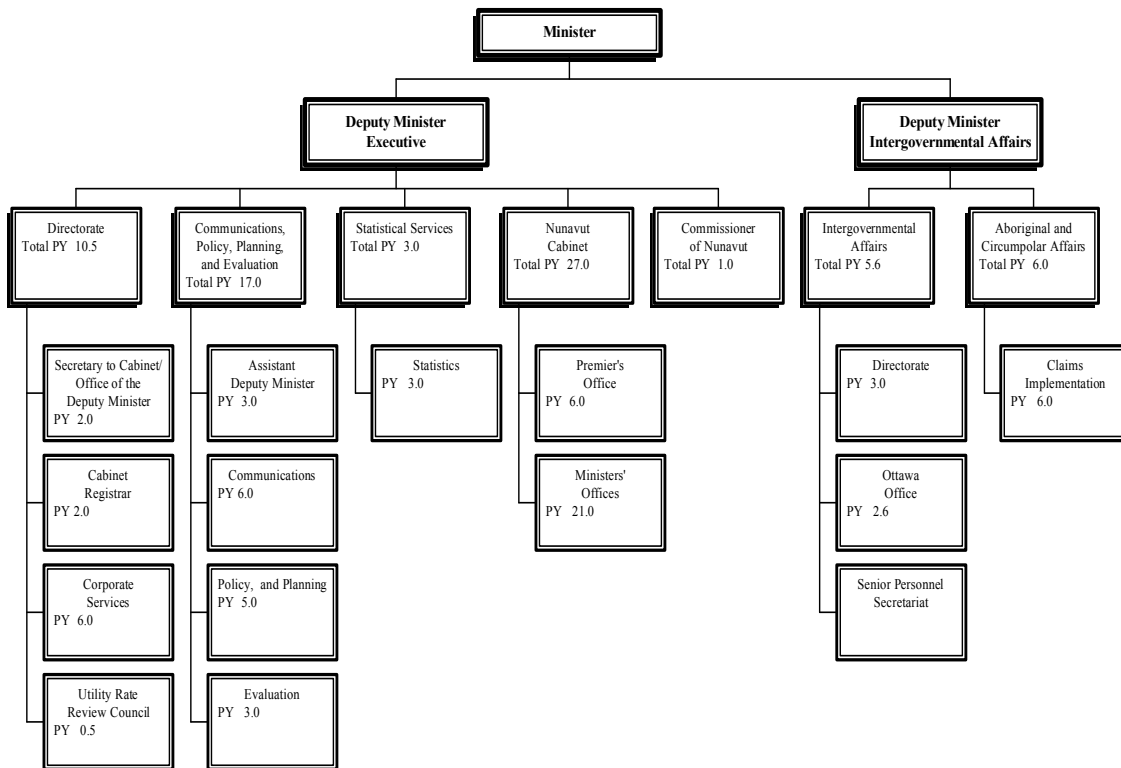 Minister
Deputy Minister
Executive
Deputy Minister
Intergovernmental Affairs
Directorate
Total PY 10.5
Communications,
Policy, Planning,
and Evaluation
Total PY 17.0
Statistical Services
Total PY 3.0
Nunavut
Cabinet
Total PY 27.0
Commissioner
of Nunavut
Total PY 1.0
Intergovernmental
Affairs
Total PY 5.6
Aboriginal and
Circumpolar Affairs
Total PY 6.0
Secretary to Cabinet/
Office of the
Deputy Minister
PY 2.0
Assistant
Deputy Minister
PY 3.0
Statistics
PY 3.0
Premier's
Office
PY 6.0
Directorate
PY 3.0
Claims
Implementation
PY 6.0
Cabinet
Registrar
PY 2.0
Communications
PY 6.0
Ministers'
Offices
PY 21.0
Ottawa
Office
PY 2.6
Corporate
Services
PY 6.0
Policy, and Planning
PY 5.0
Senior Personnel
Secretariat
Utility Rate
Review Council
PY 0.5
Evaluation
PY 3.0